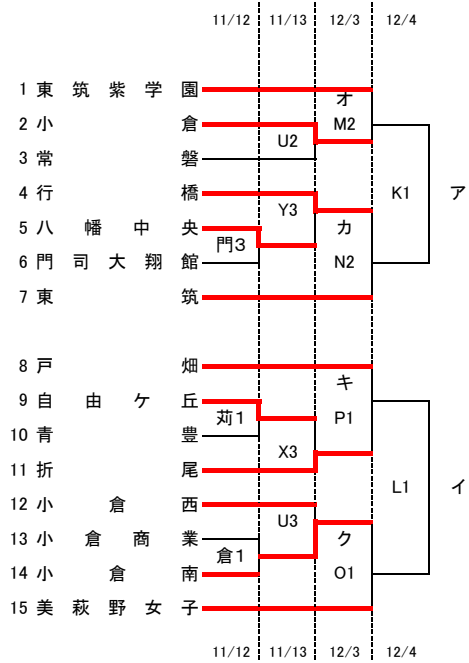 11/12 11/13 12/3 12/4
1 東筑紫学園
オ
2 小倉
M2
U2
3 常磐
4 行橋
K1
ア
Y3
5 八幡中央
カ
門3
6 門司大翔館
N2
7 東筑
8 戸畑
キ
9 自由ケ丘
苅1
P1
10 青豊
X3
11 折尾
L1
イ
12 小倉西
U3
13 小倉商業
ク
倉1
14 小倉南
O1
15 美萩野女子
11/12 11/13 12/3 12/4